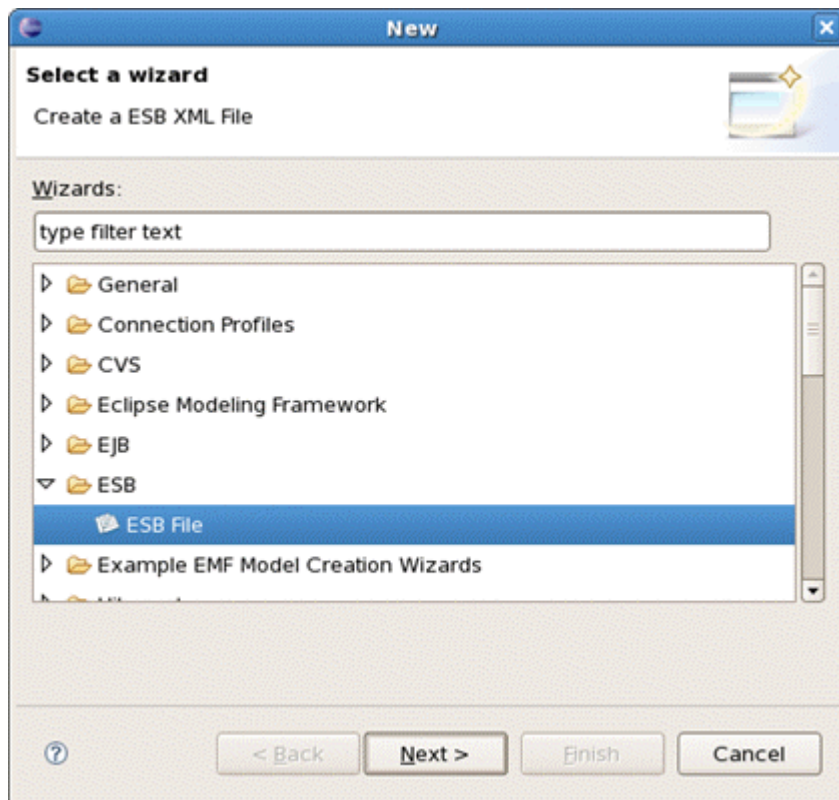 New
Select a wizard
Create a ESB XML File
Wizards:
type filter text
General
Connection Profiles
CVS
Eclipse Modeling Framework
EJB
ESB
ESB File
Example EMF Model Creation Wizards
< Back Next > Finish Cancel